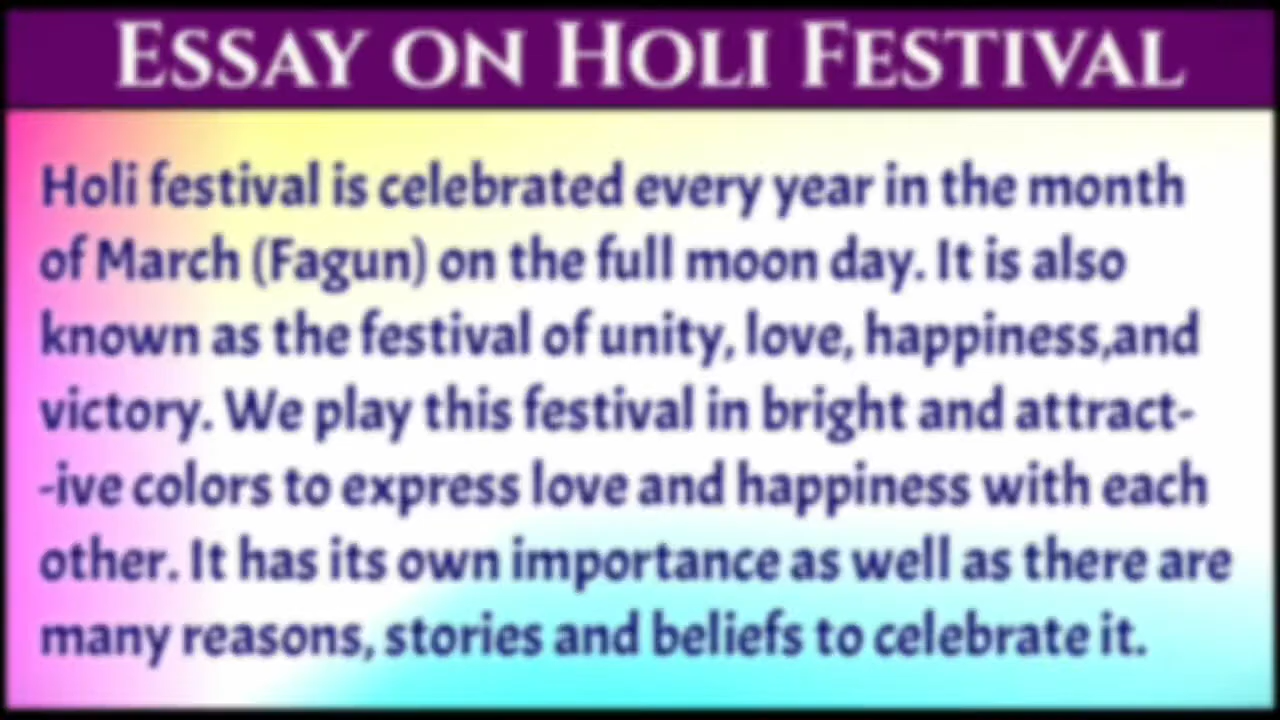 Essay on Holi Festival
Holi festival is celebrated every year in the month
of March (Fagun) on the full moon day. It is also
known as the festival of unity, love, happiness,and
victory. We play this festival in bright and attract-
-ive colors to express love and happiness with each
other. It has its own importance as well as there are
many reasons, stories and beliefs to celebrate it.